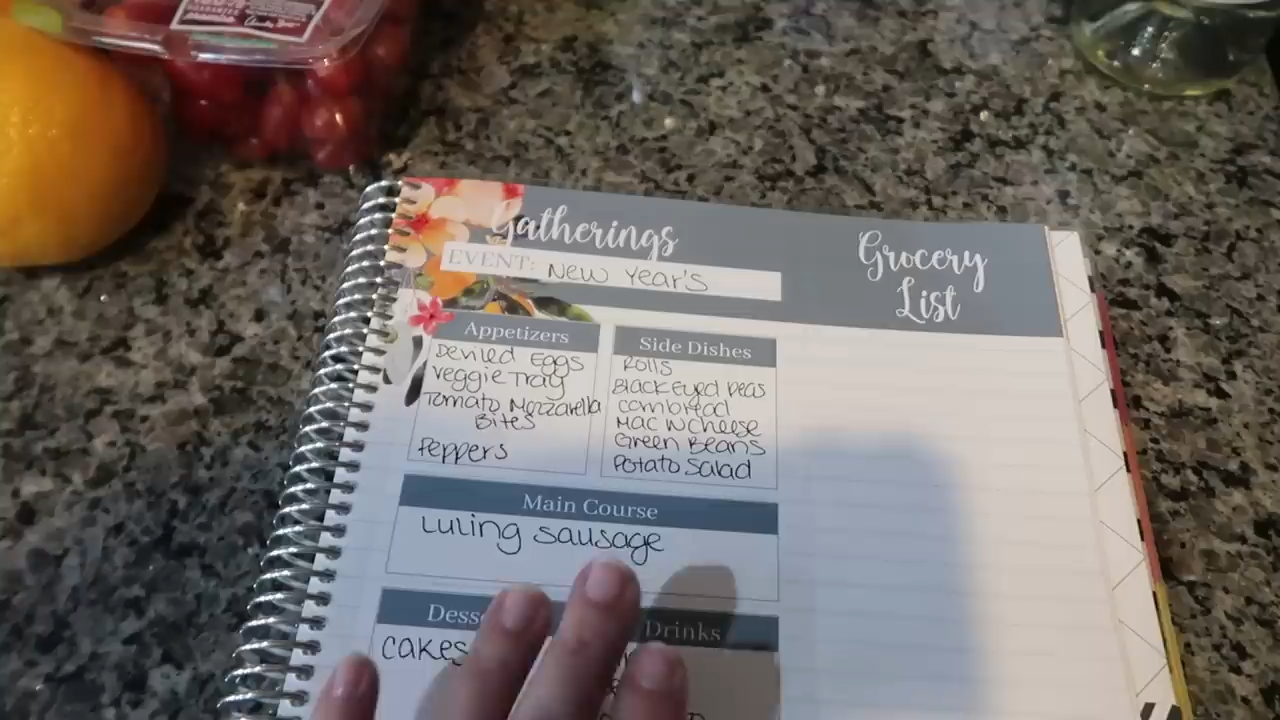 Gatherings
EVENT: New Year's
Grocery
List
Appetizers
Deviled Eggs
Veggie Tray
Tomato Mozzarella
Bites
Peppers
Side Dishes
Rolls
Black Eyed Peas
cornbread
Mac N Cheese
Green Beans
Potato Salad
Main Course
Luling sausage
cakes
Drinks